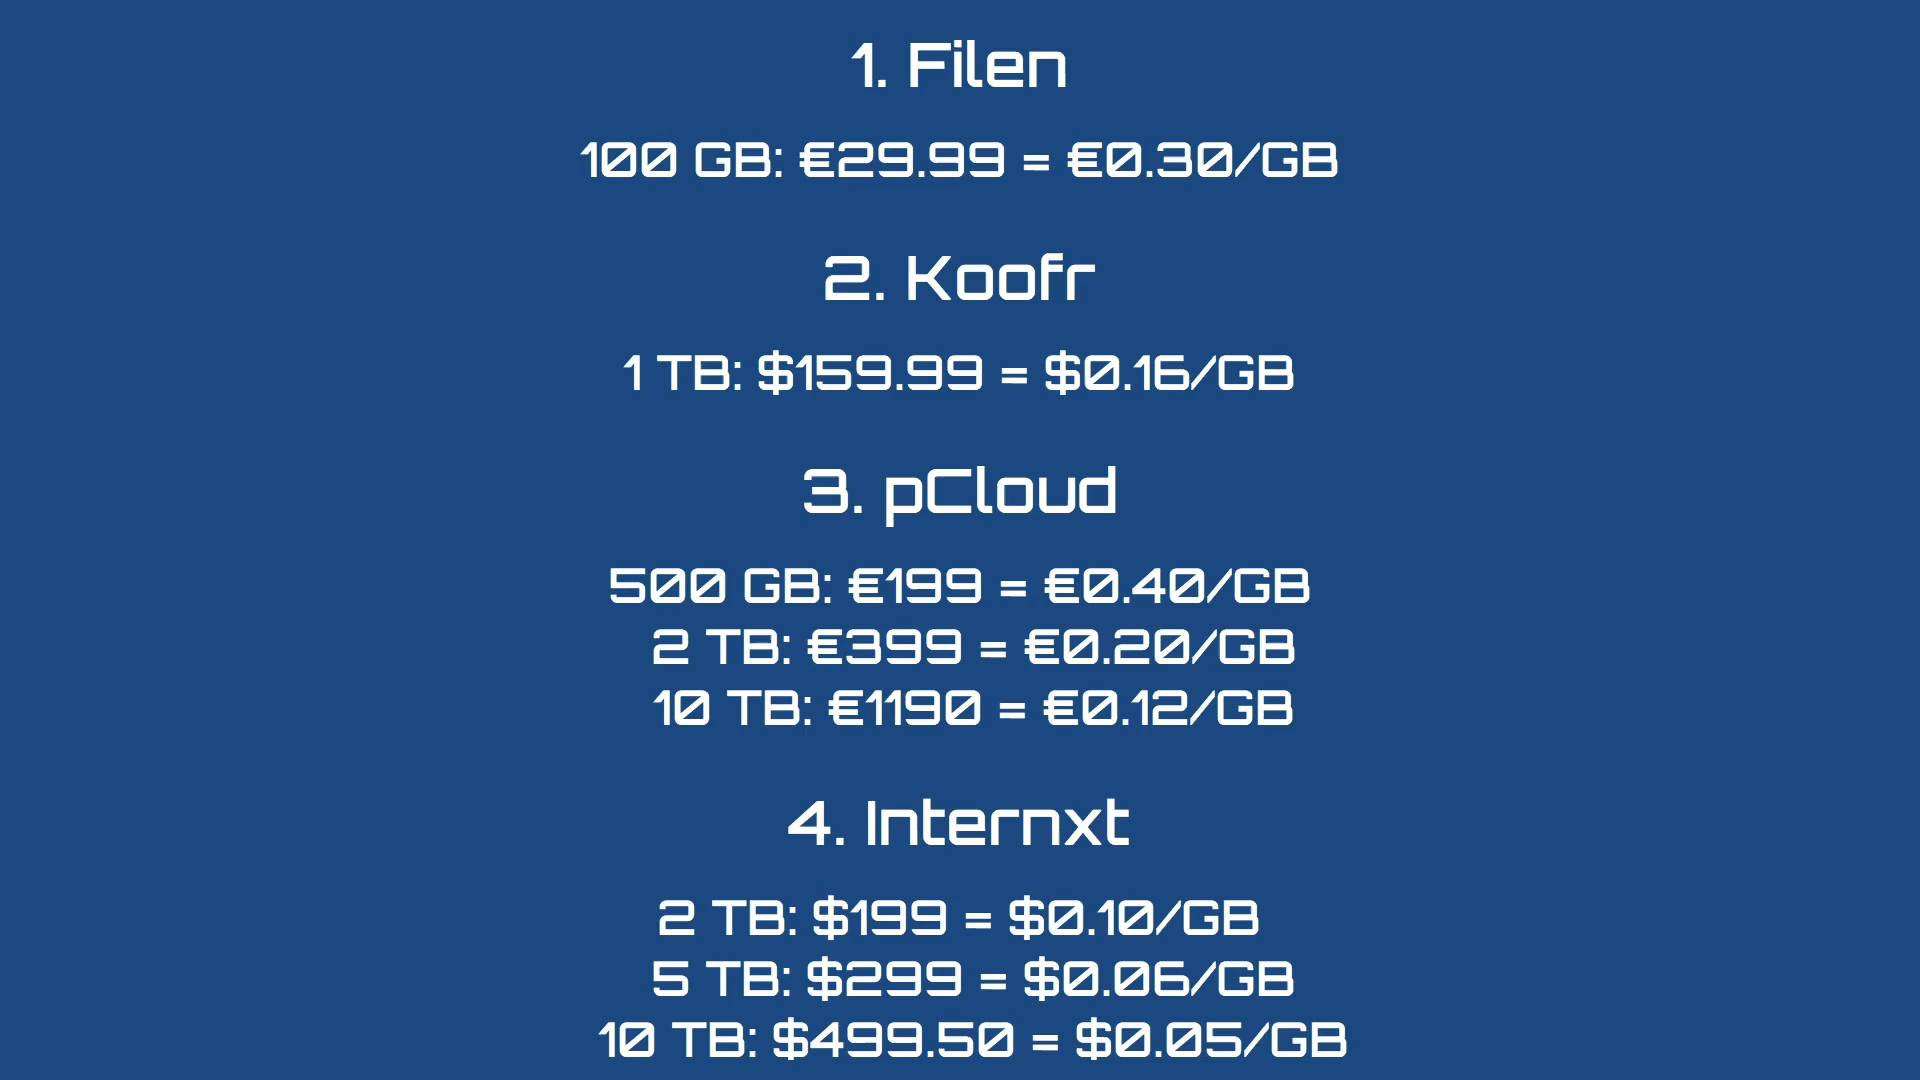 1. Filen
100 GB: €29.99 = €0.30/GB
2. Koofr
1 TB: $159.99 = $0.16/GB
3. pCloud
500 GB: €199 = €0.40/GB
2 TB: €399 = €0.20/GB
10 TB: €1190 = €0.12/GB
4. Internxt
2 TB: $199 = $0.10/GB
5 TB: $299 = $0.06/GB
10 TB: $499.50 = $0.05/GB